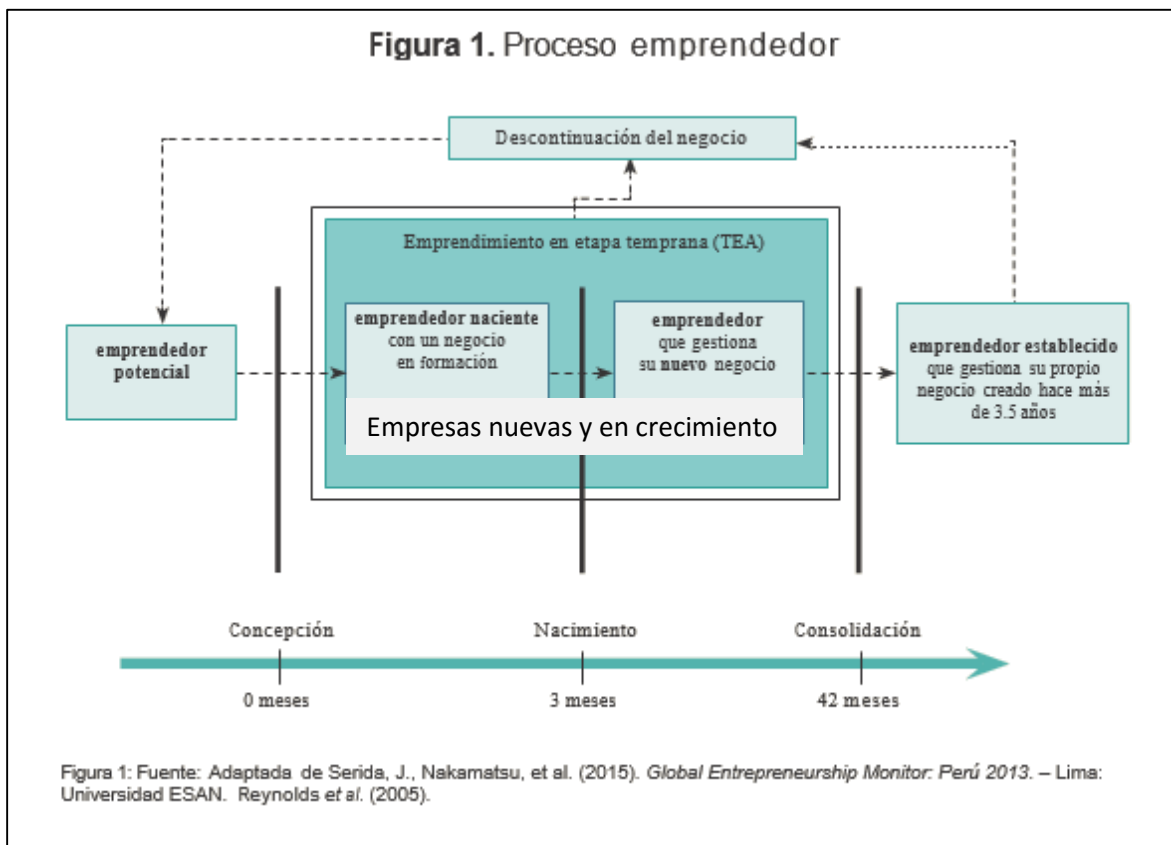 Figura 1. Proceso emprendedor
Descontinuación del negocio
Emprendimiento en etapa temprana (TEA)
emprendedor
potencial
emprendedor naciente
con un negocio
en formación
emprendedor
que gestiona
su nuevo negocio
emprendedor establecido
que gestiona su propio
negocio creado hace más
de 3.5 años
Empresas nuevas y en crecimiento
Concepción
Nacimiento
Consolidación
0 meses
3 meses
42 meses
Figura 1: Fuente: Adaptada de Serida, J., Nakamatsu, et al. (2015). Global Entrepreneurship Monitor: Perú 2013. – Lima:
Universidad ESAN. Reynolds et al. (2005).